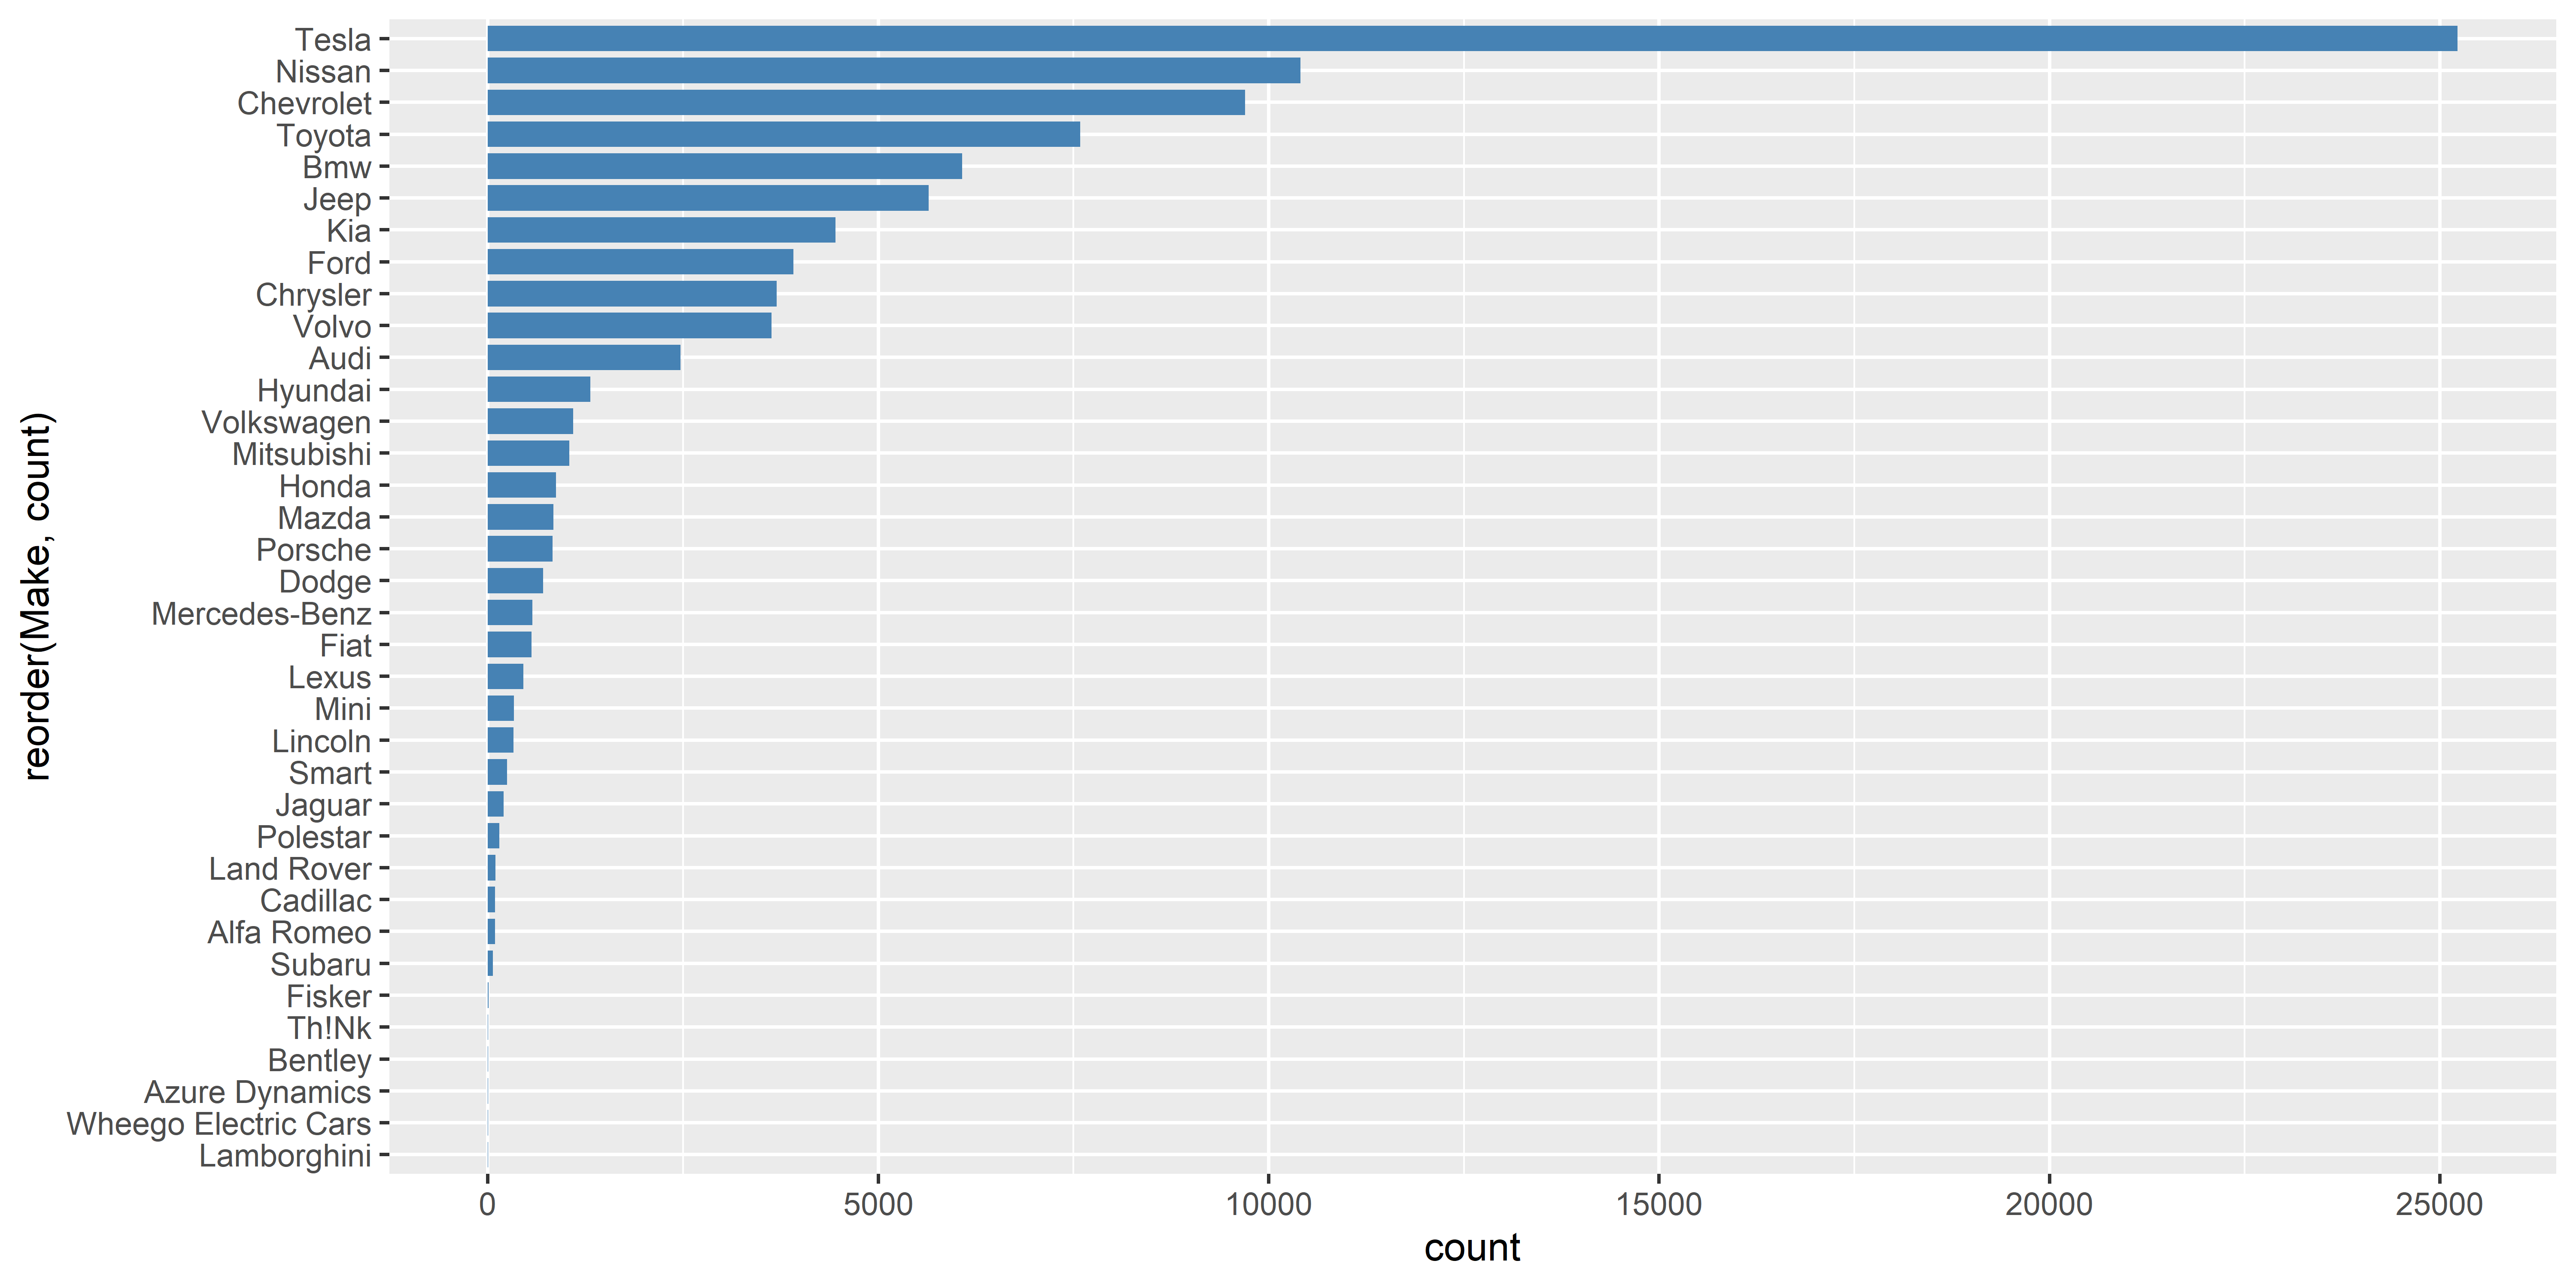 reorder(Make, count)
Tesla
Nissan
Chevrolet
Toyota
Bmw
Jeep
Kia
Ford
Chrysler
Volvo
Audi
Hyundai
Volkswagen
Mitsubishi
Honda
Mazda
Porsche
Dodge
Mercedes-Benz
Fiat
Lexus
Mini
Lincoln
Smart
Jaguar
Polestar
Land Rover
Cadillac
Alfa Romeo
Subaru
Fisker
Th!Nk
Bentley
Azure Dynamics
Wheego Electric Cars
Lamborghini
0 5000 10000 15000 20000 25000
count